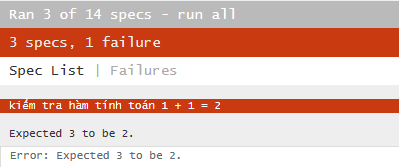 Ran 3 of 14 specs - run all
3 specs, 1 failure
Spec List | Failures
kiểm tra hàm tính toán 1 + 1 = 2
Expected 3 to be 2.
Error: Expected 3 to be 2.